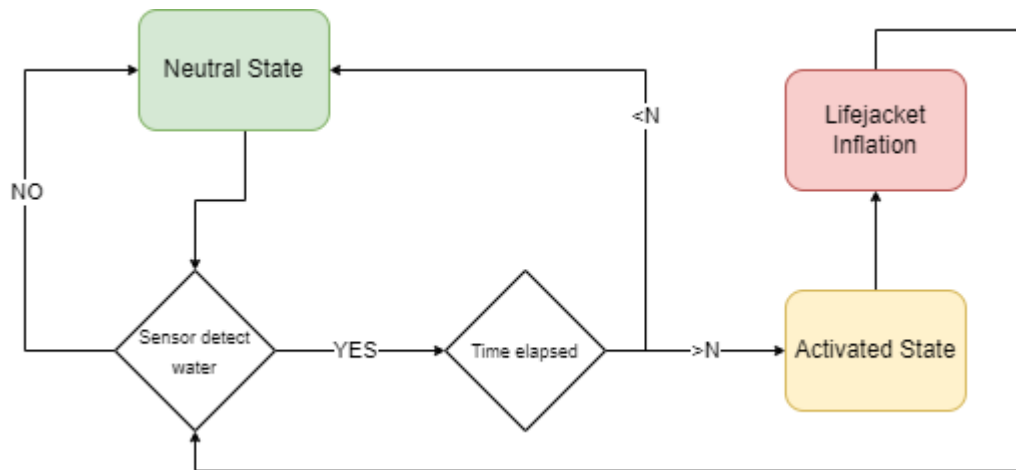 Neutral State
Lifejacket
Inflation
<N
NO
Sensor detect
water
YES
Time elapsed
>N
Activated State